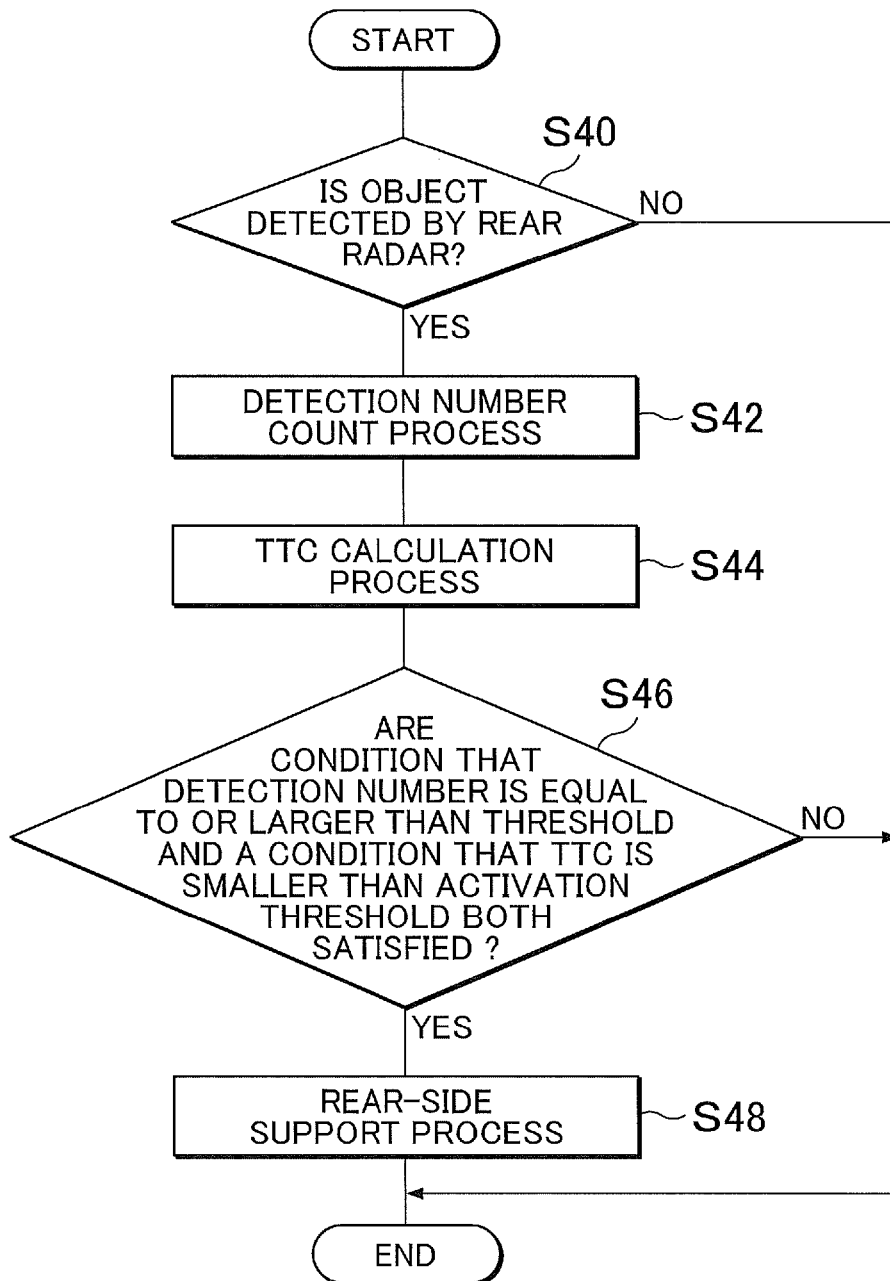 START
S40
IS OBJECT
DETECTED BY REAR
RADAR?
NO
YES
DETECTION NUMBER
COUNT PROCESS
S42
TTC CALCULATION
PROCESS
S44
S46
ARE
CONDITION THAT
DETECTION NUMBER IS EQUAL
TO OR LARGER THAN THRESHOLD
AND A CONDITION THAT TTC IS
SMALLER THAN ACTIVATION
THRESHOLD BOTH
SATISFIED ?
NO
YES
REAR-SIDE
SUPPORT PROCESS
S48
END